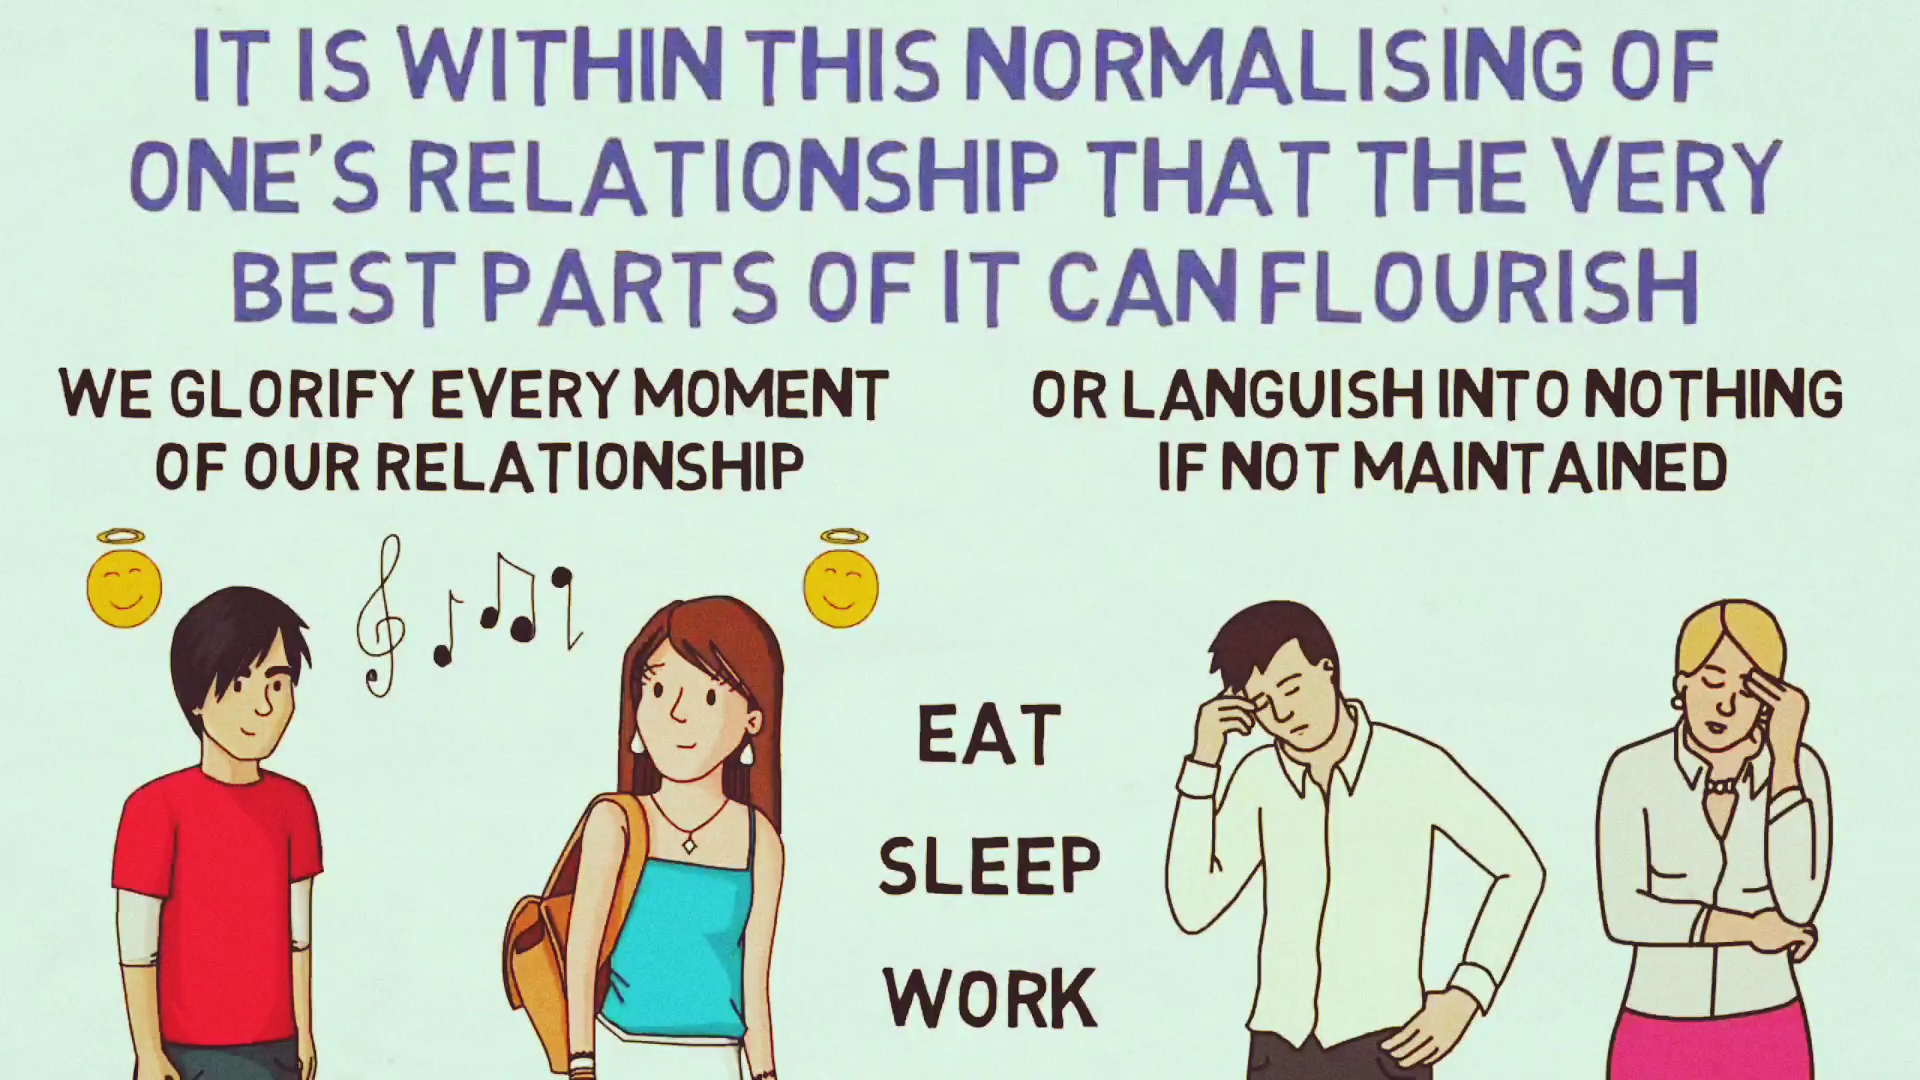 IT IS WITHIN THIS NORMALISING OF
ONE'S RELATIONSHIP THAT THE VERY
BEST PARTS OF IT CAN FLOURISH
WE GLORIFY EVERY MOMENT
OF OUR RELATIONSHIP
OR LANGUISH INTO NOTHING
IF NOT MAINTAINED
EAT
SLEEP
WORK